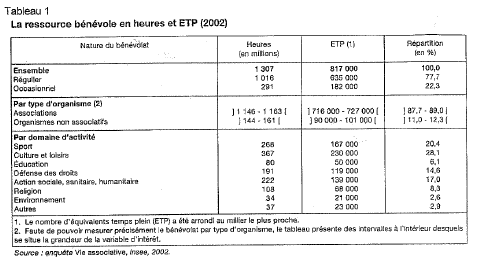 Tableau 1
La ressource bénévole en heures et ETP (2002)
Nature du bénévolat Heures (en millions) ETP (1) Répartition (en %)
Ensemble 1 307 817 000 100,0
Régulier 1 016 635 000 77,7
Occasionnel 291 182 000 22,3
Par type d'organisme (2)
Associations ] 1 146 - 1 163 [ ] 716 000 - 727 000 [ ] 87,7 - 89,0 [
Organismes non associatifs ] 144 - 161 [ ] 90 000 - 101 000 [ ] 11,0 - 12,3 [
Par domaine d'activité
Sport 268 167 000 20,4
Culture et loisirs 367 230 000 28,1
Éducation 80 50 000 6,1
Défense des droits 191 119 000 14,6
Action sociale, sanitaire, humanitaire 222 139 000 17,0
Religion 108 68 000 8,3
Environnement 34 21 000 2,6
Autres 37 23 000 2,9
1. Le nombre d'équivalents temps plein (ETP) a été arrondi au millier le plus proche.
2. Faute de pouvoir mesurer précisément le bénévolat par type d'organisme, le tableau présente des intervalles à l'intérieur desquels
se situe la grandeur de la variable d'intérêt.
Source : enquête Vie associative, Insee, 2002.